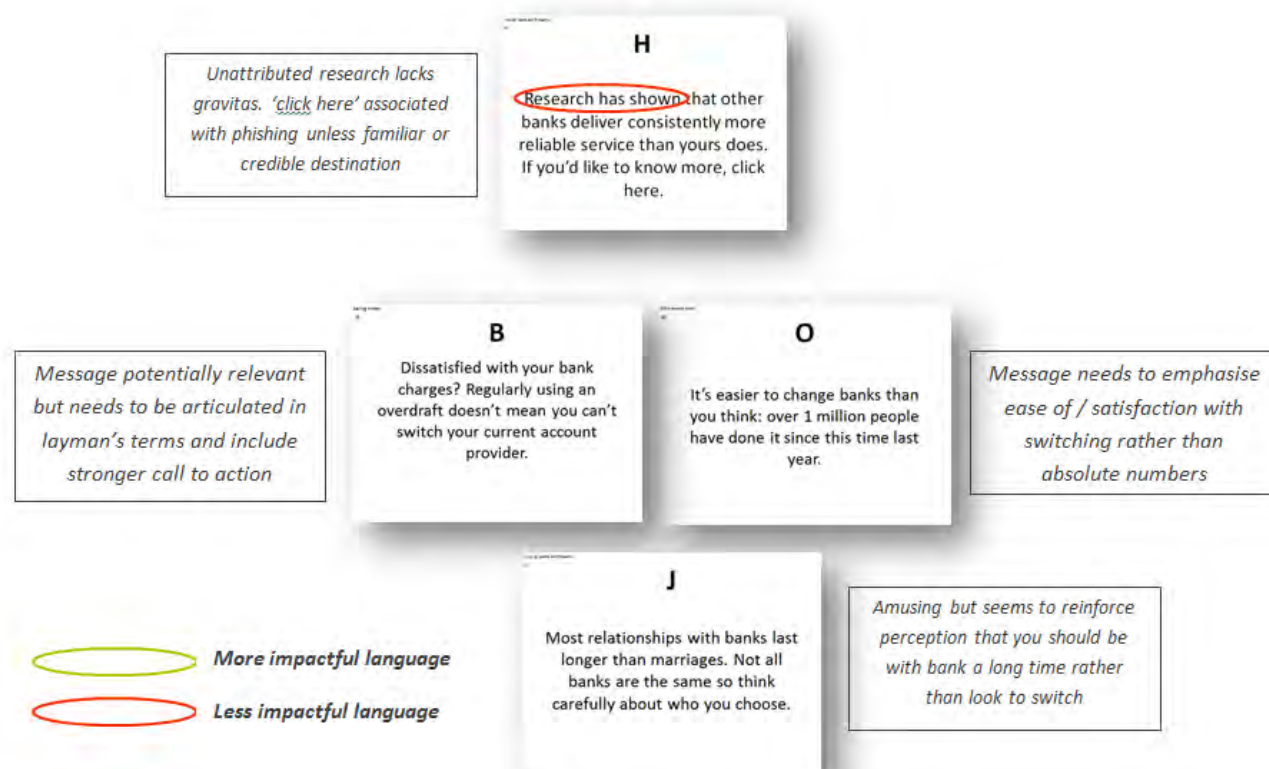 H
Unattributed research lacks
gravitas. ‘click here’ associated
with phishing unless familiar or
credible destination
Research has shown that other
banks deliver consistently more
reliable service than yours does.
If you’d like to know more, click
here.
B
Dissatisfied with your bank
charges? Regularly using an
overdraft doesn’t mean you can’t
switch your current account
provider.
O
It’s easier to change banks than
you think: over 1 million people
have done it since this time last
year.
Message potentially relevant
but needs to be articulated in
layman’s terms and include
stronger call to action
Message needs to emphasise
ease of / satisfaction with
switching rather than
absolute numbers
J
Most relationships with banks last
longer than marriages. Not all
banks are the same so think
carefully about who you choose.
Amusing but seems to reinforce
perception that you should be
with bank a long time rather
than look to switch
More impactful language
Less impactful language